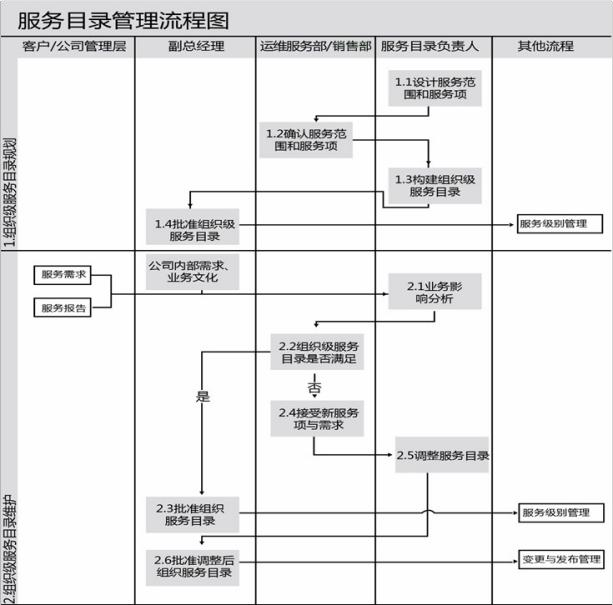 服务目录管理流程图
客户/公司管理层
副总经理
运维服务部/销售部
服务目录负责人
其他流程
1.组织级服务目录规划
1.1设计服务范
围和服务项
1.2确认服务范
围和服务项
1.3构建组织级
服务目录
1.4批准组织级
服务目录
服务级别管理
2.组织级服务目录维护
服务需求
服务报告
公司内部需求、
业务文化
2.1业务影
响分析
2.2组织级服务
目录是否满足
是
否
2.4接受新服务
项与需求
2.5调整服务目录
2.3批准组织
服务目录
服务级别管理
2.6批准调整后
组织服务目录
变更与发布管理